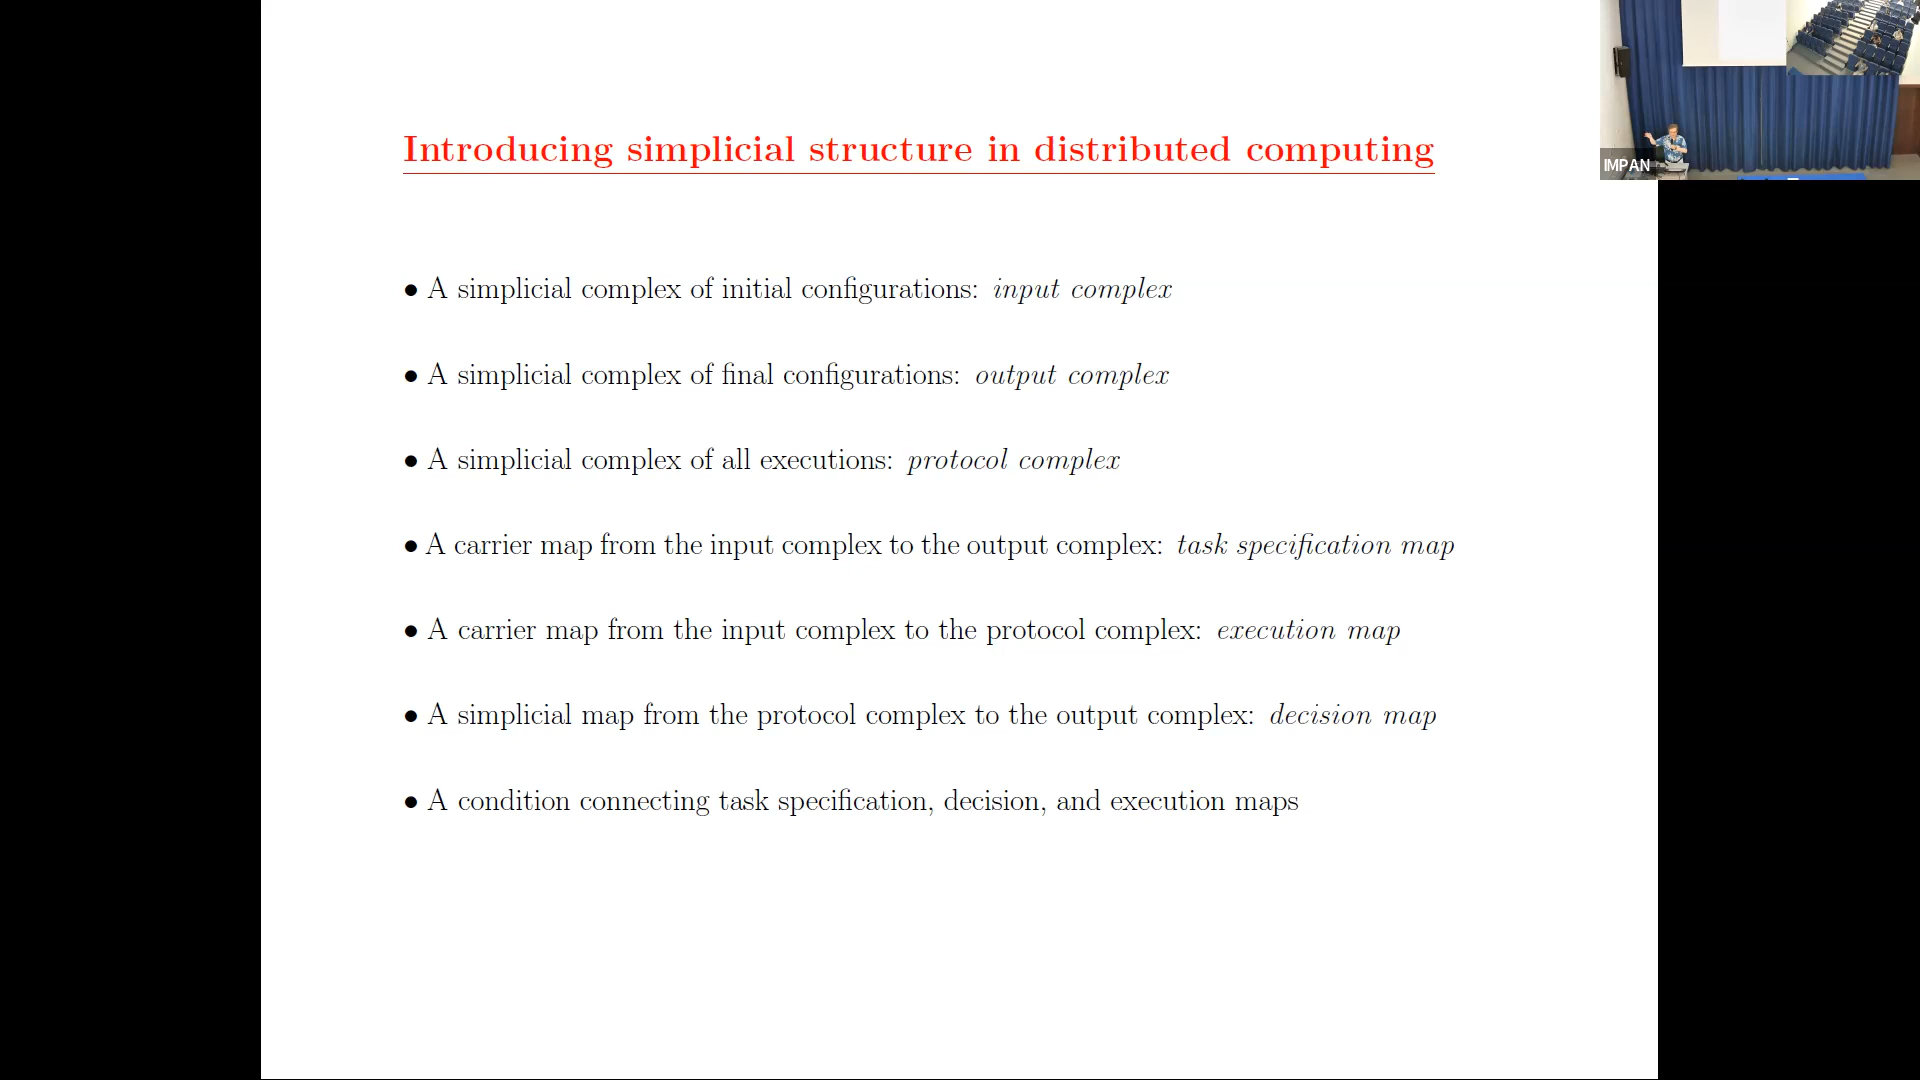 Introducing simplicial structure in distributed computing
IMPAN
• A simplicial complex of initial configurations: input complex
• A simplicial complex of final configurations: output complex
• A simplicial complex of all executions: protocol complex
• A carrier map from the input complex to the output complex: task specification map
• A carrier map from the input complex to the protocol complex: execution map
• A simplicial map from the protocol complex to the output complex: decision map
• A condition connecting task specification, decision, and execution maps